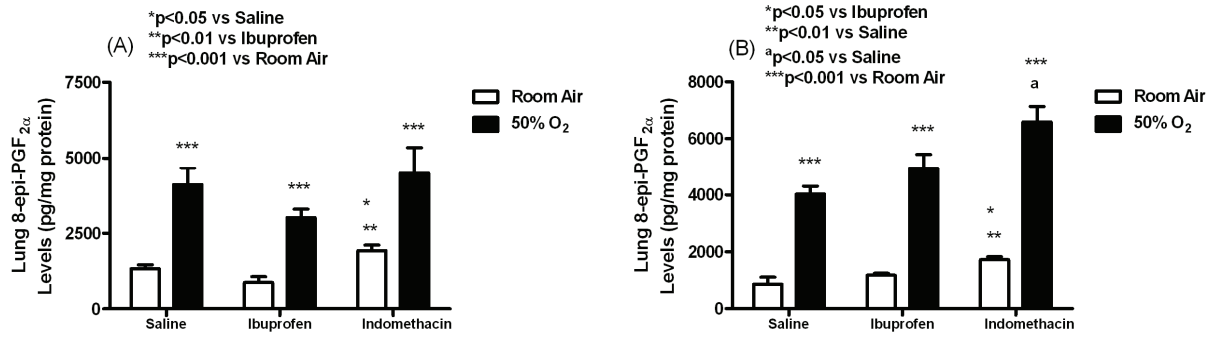 *p<0.05 vs Saline
**p<0.01 vs Ibuprofen
***p<0.001 vs Room Air
(A)
Lung 8-epi-PGF2α
Levels (pg/mg protein)
7500
5000
2500
0
***
***
*
**
***
Saline
Ibuprofen
Indomethacin
Room Air
50% O2
*p<0.05 vs Ibuprofen
**p<0.01 vs Saline
ap<0.05 vs Saline
***p<0.001 vs Room Air
(B)
Lung 8-epi-PGF2α
Levels (pg/mg protein)
8000
6000
4000
2000
0
***
***
*
**
***
a
Saline
Ibuprofen
Indomethacin
Room Air
50% O2